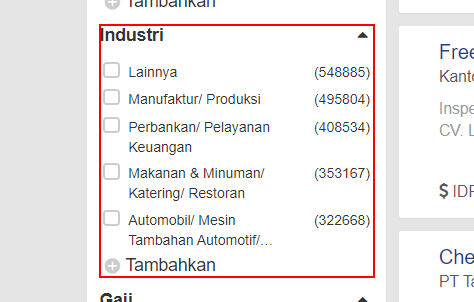 Tambahkan
Industri
Lainnya (548885)
Manufaktur/ Produksi (495804)
Perbankan/ Pelayanan (408534)
Keuangan
Makanan & Minuman/ (353167)
Katering/ Restoran
Automobil/ Mesin (322668)
Tambahan Automotif/...
Tambahkan
Gaji
Free
Kanto
Inspe
CV. L
$ IDR
Che
PT Ta